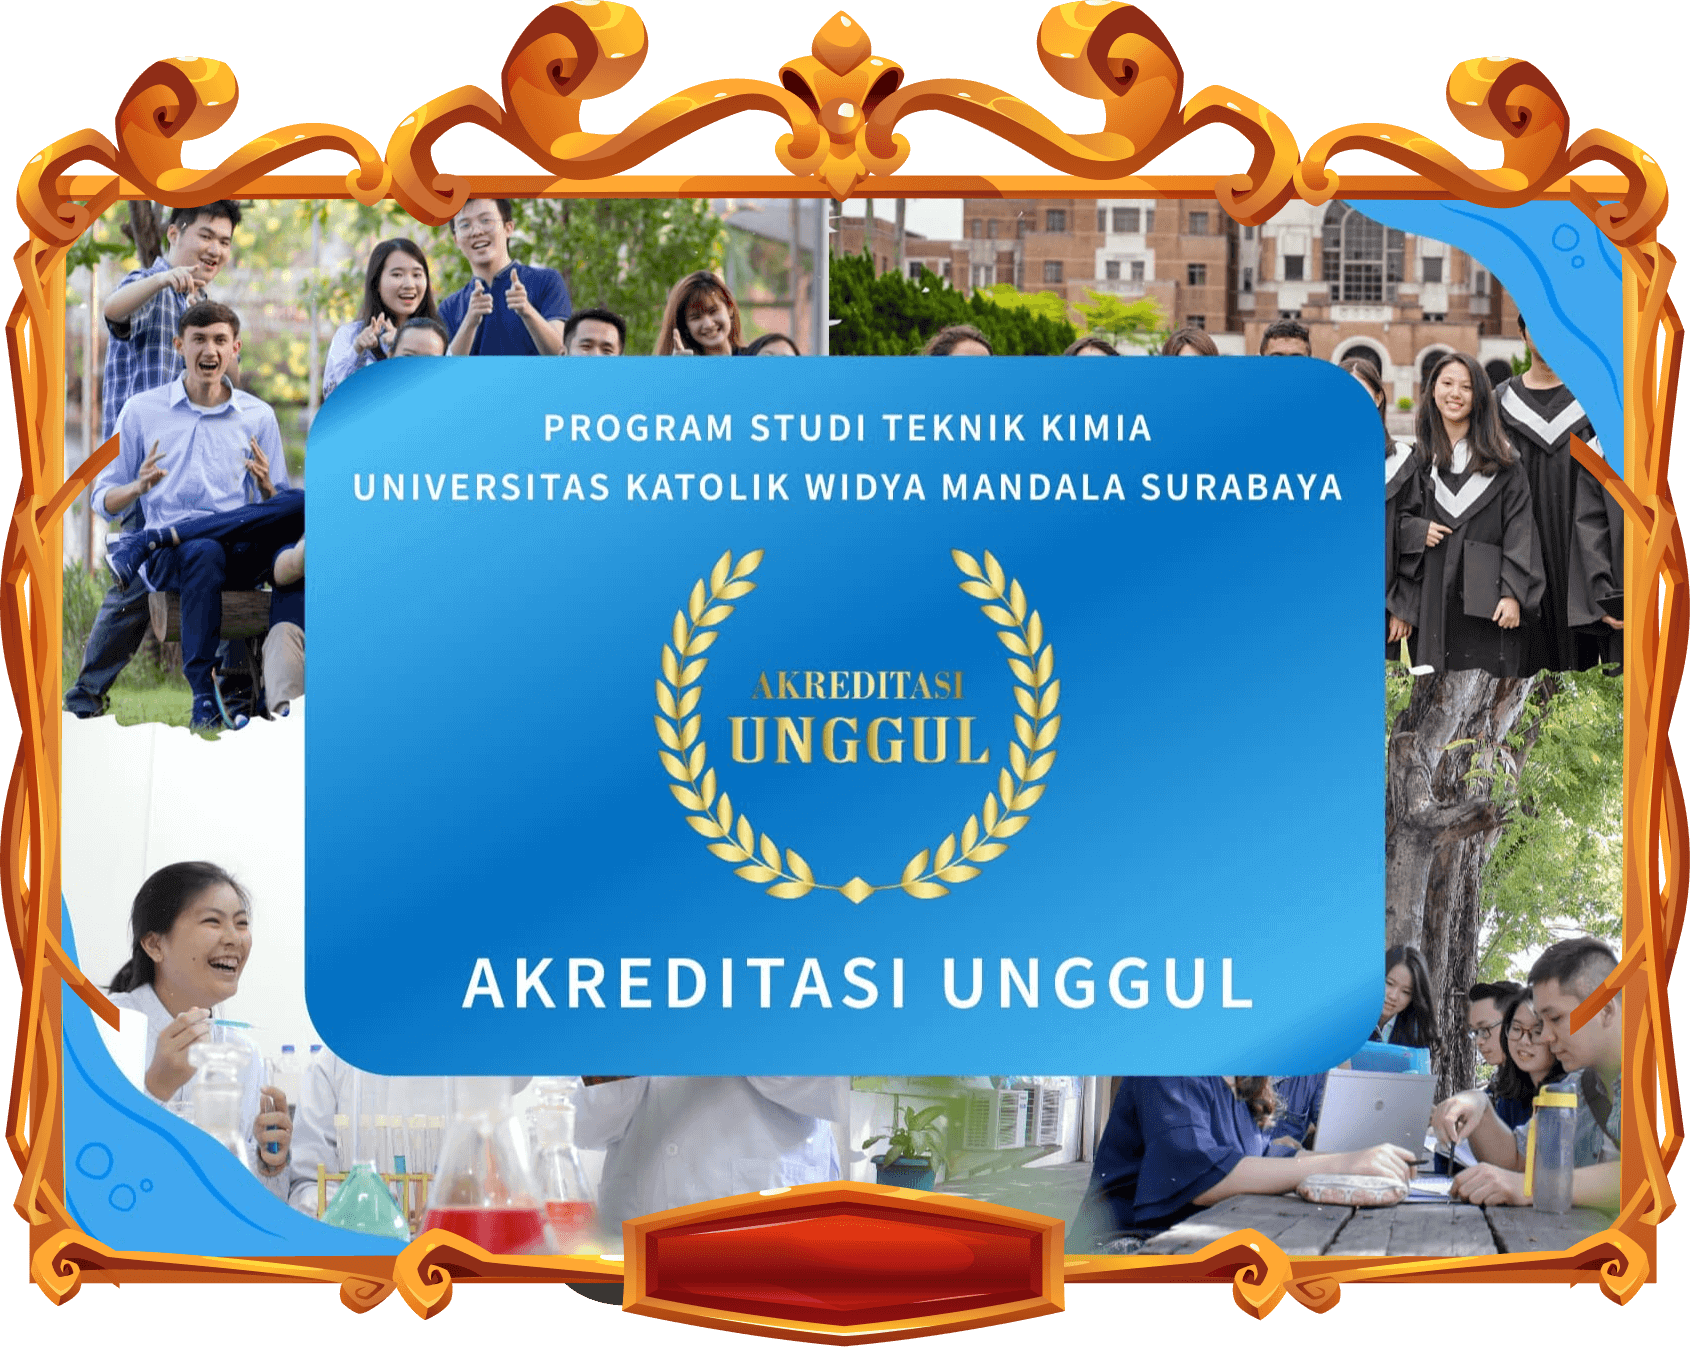 PROGRAM STUDI TEKNIK KIMIA
UNIVERSITAS KATOLIK WIDYA MANDALA SURABAYA
AKREDITASI
UNGGUL
AKREDITASI UNGGUL